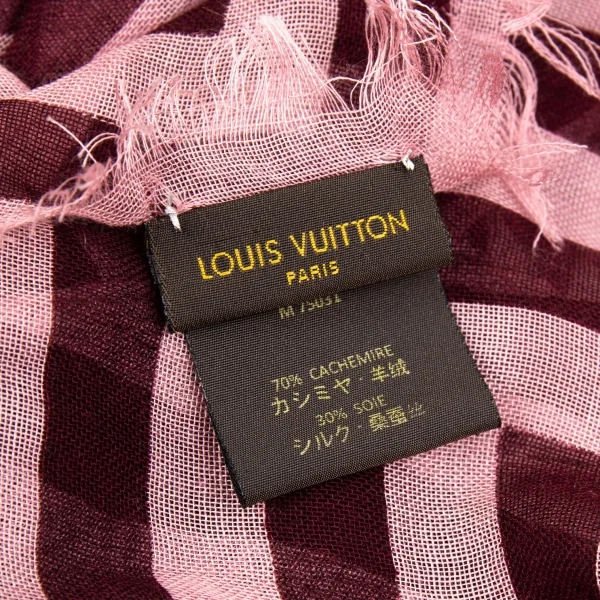 LOUIS VUITTON
PARIS
M 75031
70% CACHEMIRE
カシミヤ・羊绒
30% SOIE
シルク・桑蚕丝